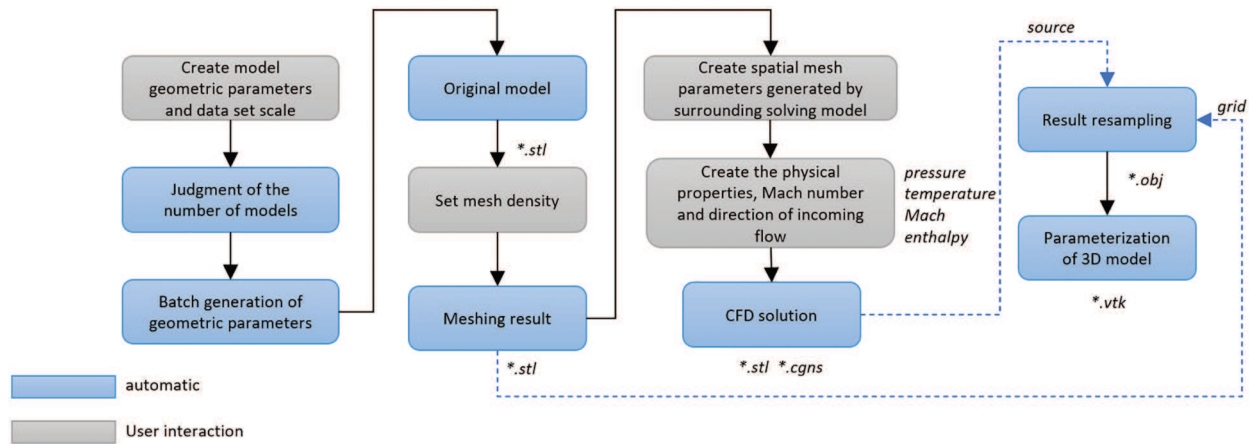 Create model
geometric parameters
and data set scale
Judgment of the
number of models
Batch generation of
geometric parameters
Original model
*.stl
Set mesh density
Meshing result
*.stl
Create spatial mesh
parameters generated by
surrounding solving model
Create the physical
properties, Mach number
and direction of incoming
flow
pressure
temperature
Mach
enthalpy
CFD solution
*.stl *.cgns
source
grid
Result resampling
*.obj
Parameterization
of 3D model
*.vtk
automatic
User interaction